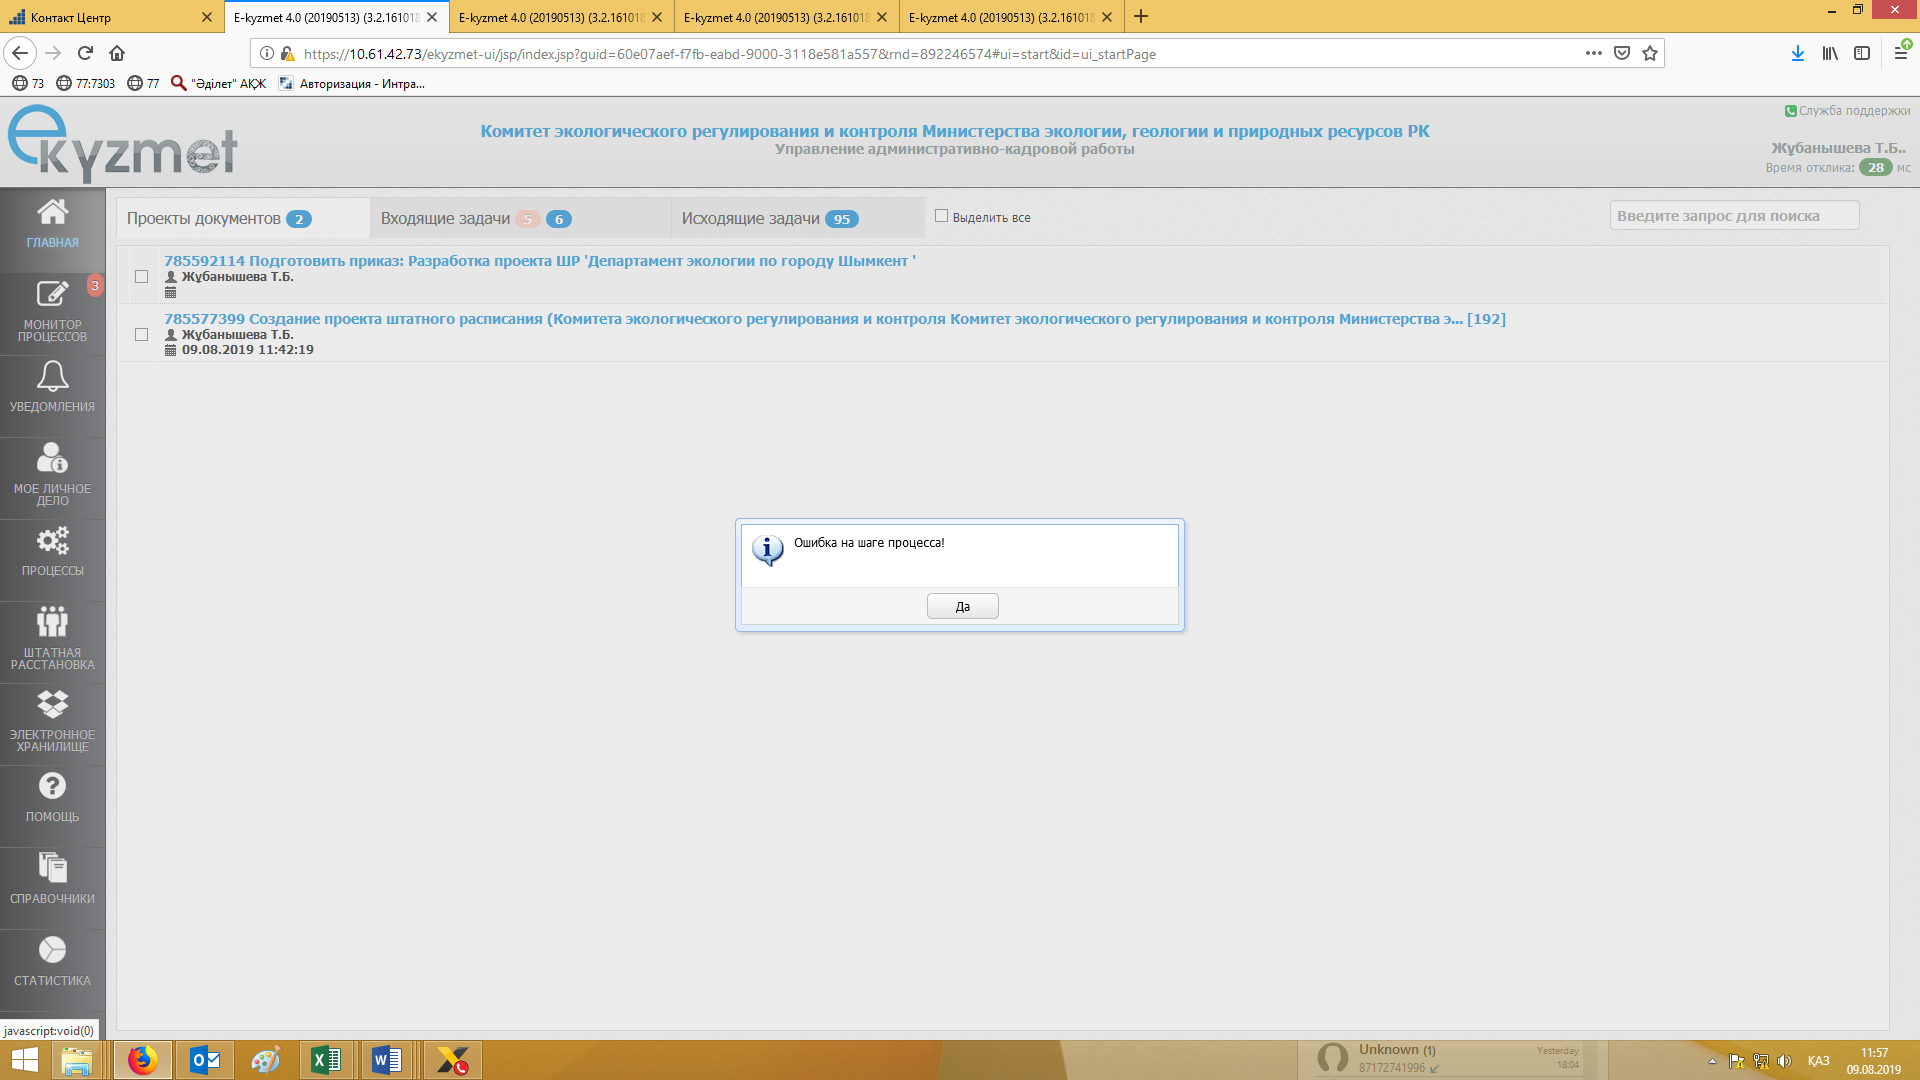 Контакт Центр
E-kyzmet 4.0 (20190513) (3.2.161018
E-kyzmet 4.0 (20190513) (3.2.161018
E-kyzmet 4.0 (20190513) (3.2.161018
E-kyzmet 4.0 (20190513) (3.2.161018
https://10.61.42.73/ekyzmet-ui/jsp/index.jsp?guid=60e07aef-f7fb-eabd-9000-3118e581a557&rnd=892246574#ui=start&id=ui_startPage
73 77:7303 77 "Әділет" АҚЖ Авторизация - Интра...
ekyzmet
Комитет экологического регулирования и контроля Министерства экологии, геологии и природных ресурсов РК
Управление административно-кадровой работы
Служба поддержки
Жұбанышева Т.Б..
Время отклика: 28 мс
ГЛАВНАЯ
3
МОНИТОР
ПРОЦЕССОВ
УВЕДОМЛЕНИЯ
МОЕ ЛИЧНОЕ
ДЕЛО
ПРОЦЕССЫ
ШТАТНАЯ
РАССТАНОВКА
ЭЛЕКТРОННОЕ
ХРАНИЛИЩЕ
ПОМОЩЬ
СПРАВОЧНИКИ
СТАТИСТИКА
Проекты документов 2
Входящие задачи 5 6
Исходящие задачи 95
Выделить все
Введите запрос для поиска
785592114 Подготовить приказ: Разработка проекта ШР 'Департамент экологии по городу Шымкент '
Жұбанышева Т.Б.
785577399 Создание проекта штатного расписания (Комитета экологического регулирования и контроля Комитет экологического регулирования и контроля Министерства э... [192]
Жұбанышева Т.Б.
09.08.2019 11:42:19
Ошибка на шаге процесса!
Да
javascript:void(0)
Unknown (1)
87172741996
Yesterday
18:04
ҚАЗ
11:57
09.08.2019